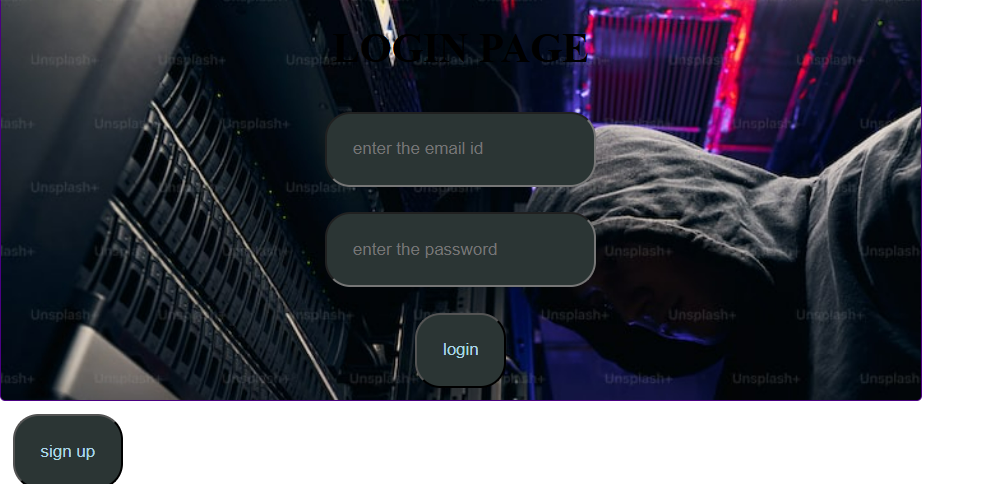 LOGIN PAGE
Unsplash+ Unsplash+ Unsplash+ Unsplash+ Unsplash+ Unsplash+ Unsplash+
enter the email id
enter the password
login
sign up